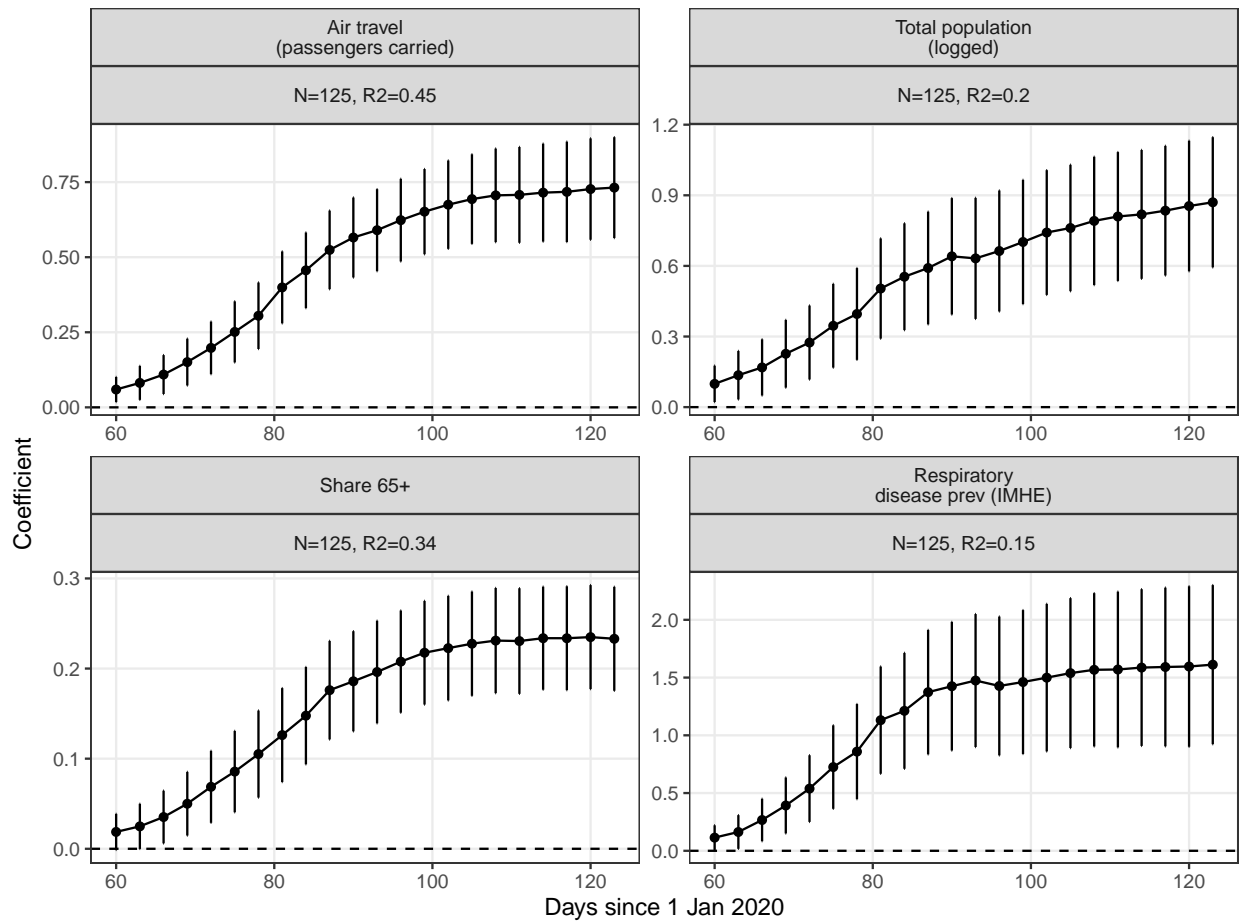 Air travel
(passengers carried)
N=125, R2=0.45
0.75
0.50
0.25
0.00
60
80
100
120
Total population
(logged)
N=125, R2=0.2
1.2
0.9
0.6
0.3
0.0
60
80
100
120
Coefficient
Share 65+
N=125, R2=0.34
0.3
0.2
0.1
0.0
60
80
100
120
Respiratory
disease prev (IMHE)
N=125, R2=0.15
2.0
1.5
1.0
0.5
0.0
60
80
100
120
Days since 1 Jan 2020